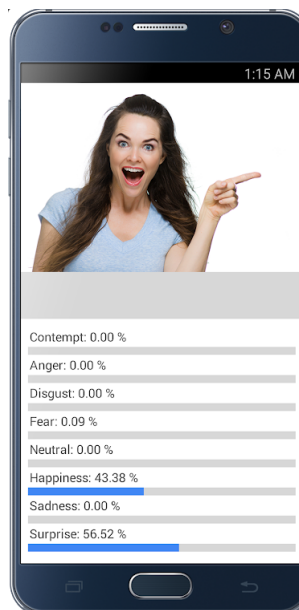 1:15 AM
Contempt: 0.00 %
Anger: 0.00 %
Disgust: 0.00 %
Fear: 0.09 %
Neutral: 0.00 %
Happiness: 43.38 %
Sadness: 0.00 %
Surprise: 56.52 %